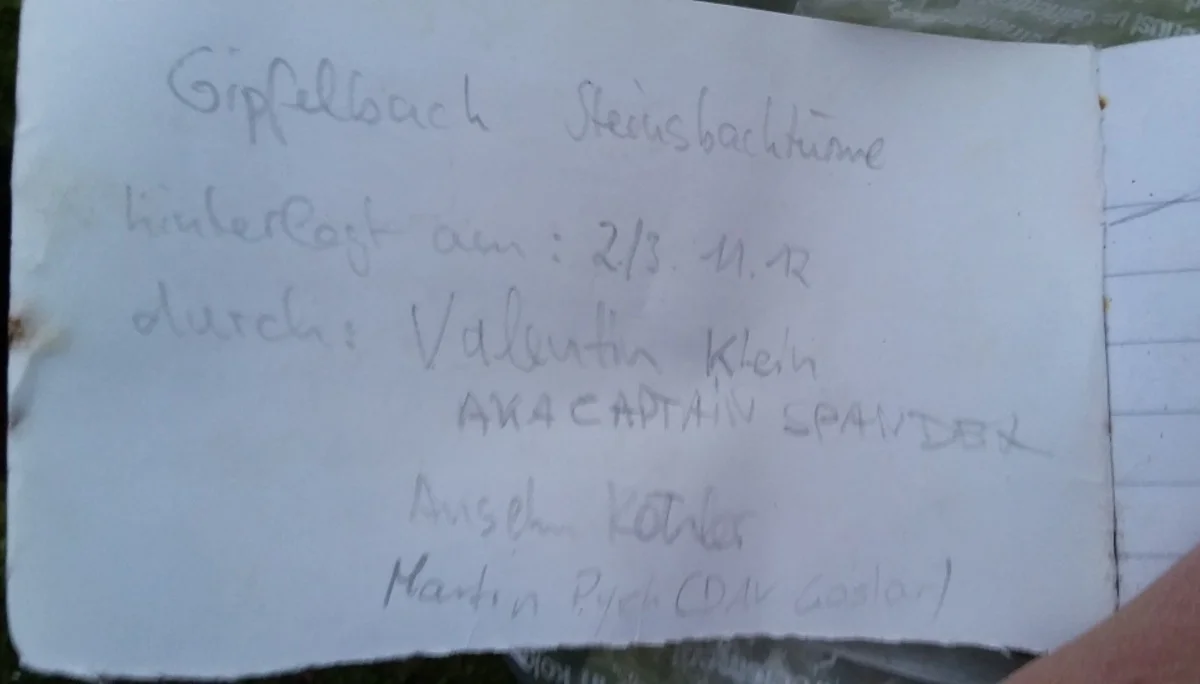 Gipfelbach Steinsbachtürme
hinterlegt am: 2/3. 11. 12
durch: Valentin Klein
AKA CAPTAIN SPANDEX
Anselm Köhler
Martin (DAV Goslar)